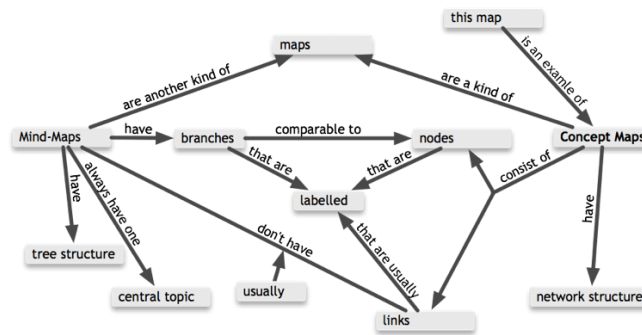 this map
maps
is an examle of
are another kind of
are a kind of
Mind-Maps
have
branches
comparable to
nodes
Concept Maps
that are
that are
consist of
have
always have one
labelled
have
don't have
that are usually
tree structure
central topic
usually
links
network structure